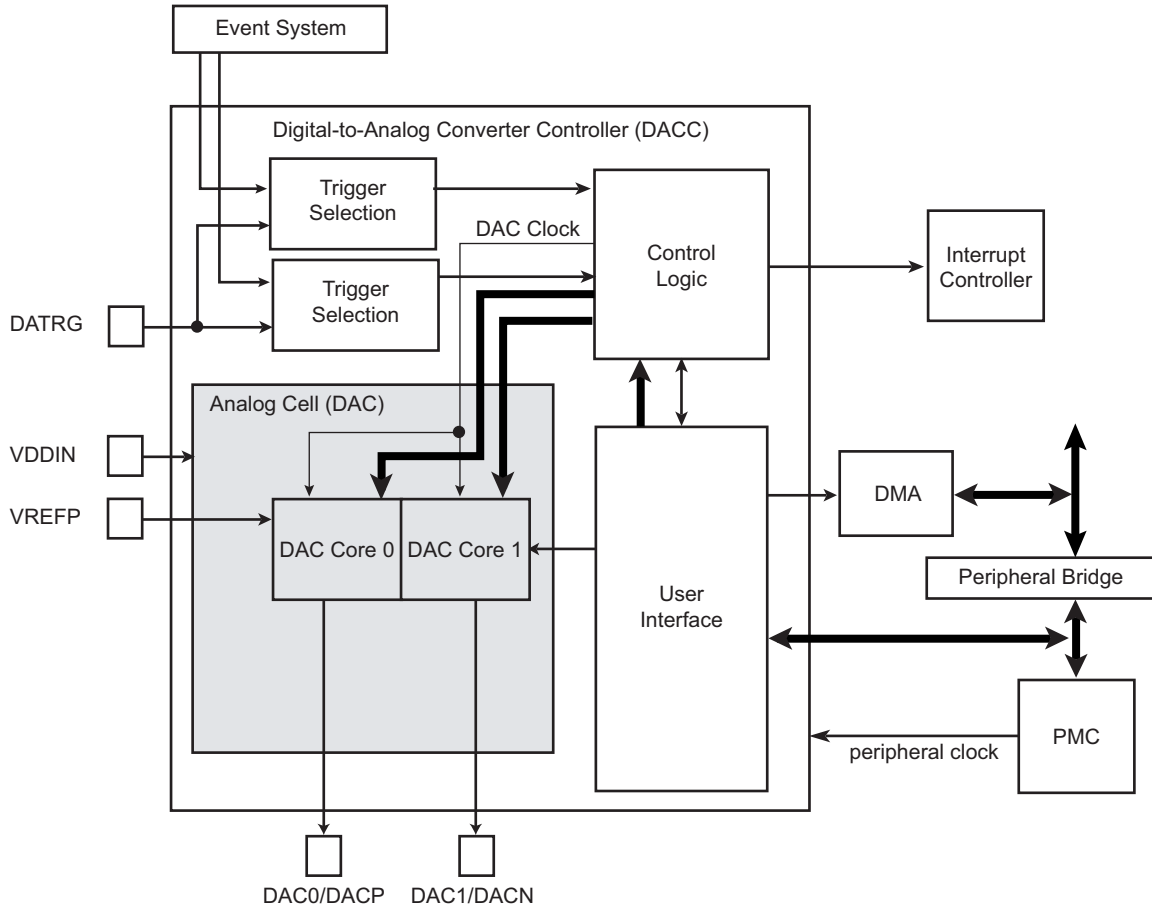 Event System
Digital-to-Analog Converter Controller (DACC)
Trigger
Selection
DAC Clock
Control
Logic
Interrupt
Controller
Trigger
Selection
DATRG
Analog Cell (DAC)
VDDIN
VREFP
DAC Core 0
DAC Core 1
User
Interface
DMA
Peripheral Bridge
PMC
peripheral clock
DAC0/DACP
DAC1/DACN